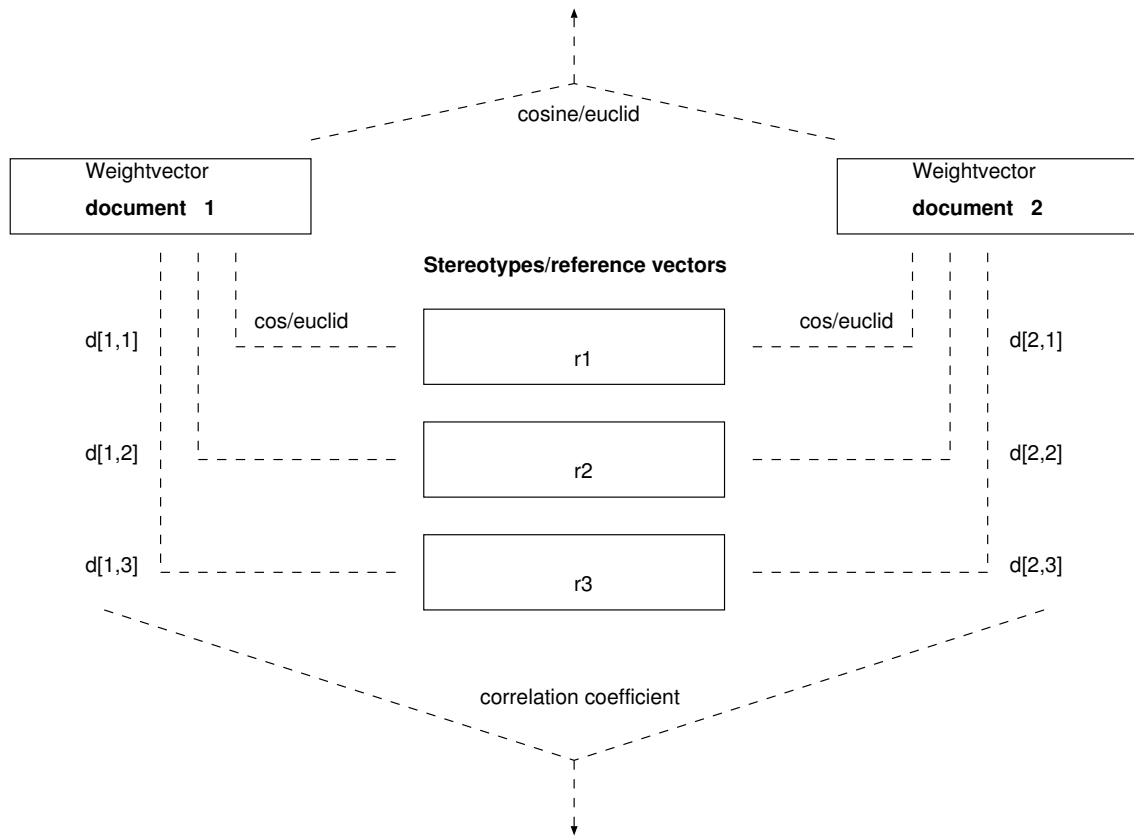 cosine/euclid
Weightvector
document 1
Weightvector
document 2
Stereotypes/reference vectors
cos/euclid
cos/euclid
d[1,1]
r1
d[2,1]
d[1,2]
r2
d[2,2]
d[1,3]
r3
d[2,3]
correlation coefficient